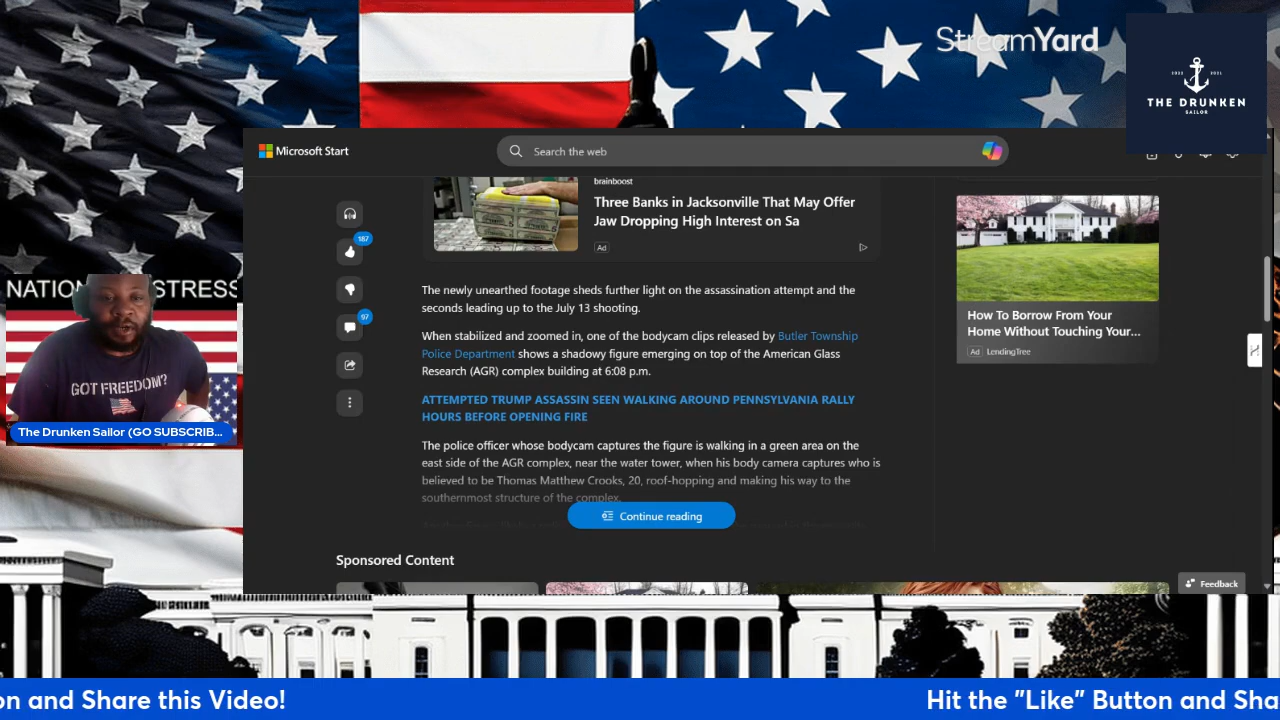 StreamYard
THE DRUNKEN
SAILOR
Microsoft Start
Search the web
brainboost
Three Banks in Jacksonville That May Offer
Jaw Dropping High Interest on Sa
Ad
187
97
The newly unearthed footage sheds further light on the assassination attempt and the
seconds leading up to the July 13 shooting.
When stabilized and zoomed in, one of the bodycam clips released by Butler Township
Police Department shows a shadowy figure emerging on top of the American Glass
Research (AGR) complex building at 6:08 p.m.
ATTEMPTED TRUMP ASSASSIN SEEN WALKING AROUND PENNSYLVANIA RALLY
HOURS BEFORE OPENING FIRE
The police officer whose bodycam captures the figure is walking in a green area on the
east side of the AGR complex, near the water tower, when his body camera captures who is
believed to be Thomas Matthew Crooks, 20, roof-hopping and making his way to the
southernmost structure of the complex.
Continue reading
Sponsored Content
How To Borrow From Your
Home Without Touching Your...
Ad LendingTree
Feedback
NATION STRESS
GOT FREEDOM?
The Drunken Sailor (GO SUBSCRIB...
on and Share this Video!
Hit the "Like" Button and Sha